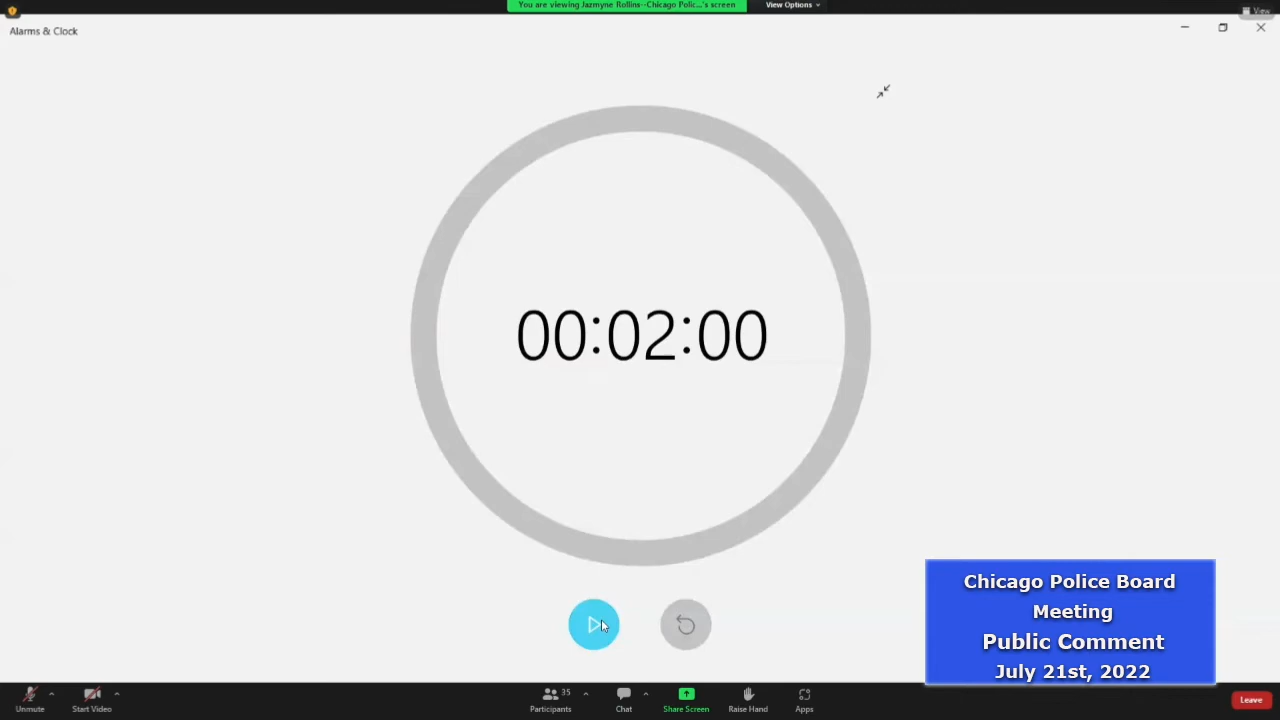 You are viewing Jazmyne Rollins--Chicago Polic...'s screen
View Options
View
Alarms & Clock
00:02:00
Chicago Police Board
Meeting
Public Comment
July 21st, 2022
Unmute
Start Video
35
Participants
Chat
Share Screen
Raise Hand
Apps
Leave